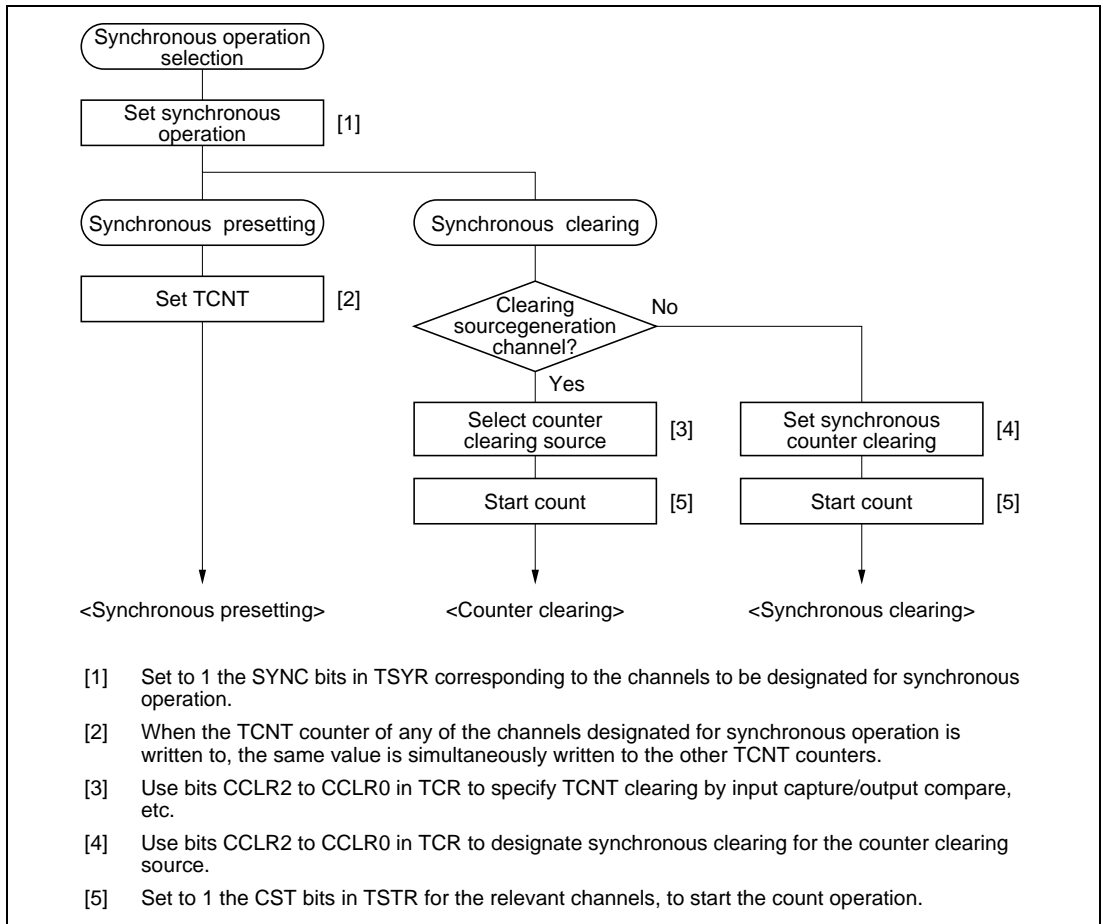 Synchronous operation
selection
Set synchronous
operation
[1]
Synchronous presetting
Synchronous clearing
Set TCNT
[2]
Clearing
sourcegeneration
channel?
No
Yes
Select counter
clearing source
[3]
Set synchronous
counter clearing
[4]
Start count
[5]
Start count
[5]
<Synchronous presetting>
<Counter clearing>
<Synchronous clearing>
[1] Set to 1 the SYNC bits in TSYR corresponding to the channels to be designated for synchronous
operation.
[2] When the TCNT counter of any of the channels designated for synchronous operation is
written to, the same value is simultaneously written to the other TCNT counters.
[3] Use bits CCLR2 to CCLR0 in TCR to specify TCNT clearing by input capture/output compare,
etc.
[4] Use bits CCLR2 to CCLR0 in TCR to designate synchronous clearing for the counter clearing
source.
[5] Set to 1 the CST bits in TSTR for the relevant channels, to start the count operation.